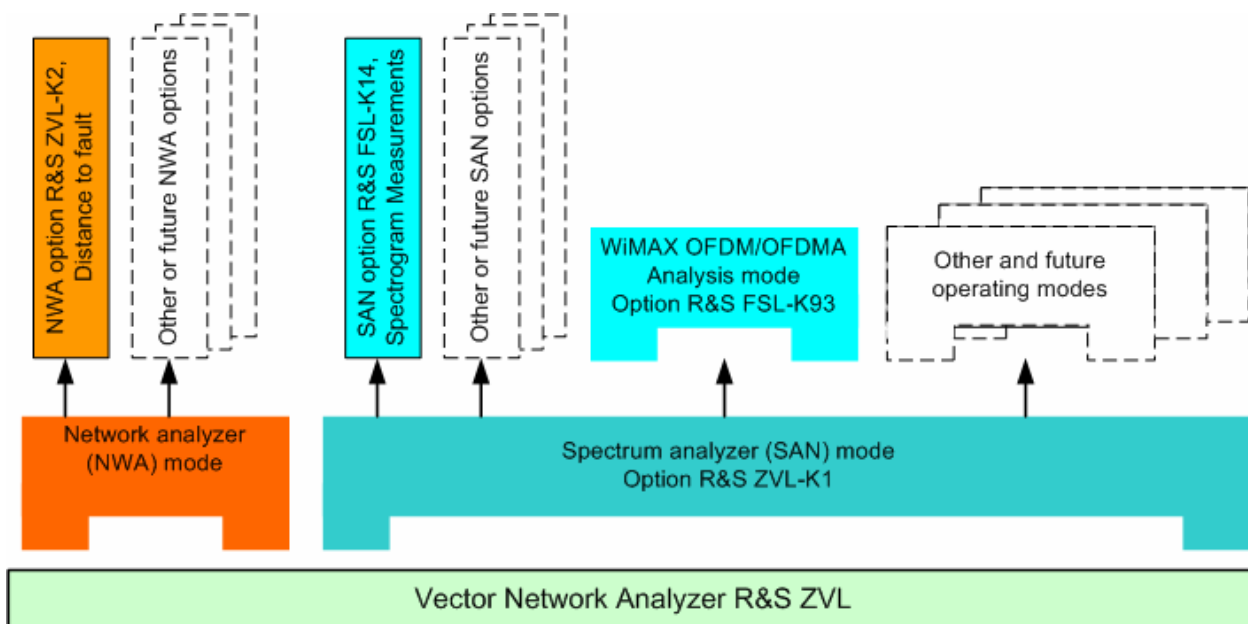 NWA option R&S ZVL-K2,
Distance to fault
Other or future NWA options
SAN option R&S FSL-K14,
Spectrogram Measurements
Other or future SAN options
WiMAX OFDM/OFDMA
Analysis mode
Option R&S FSL-K93
Other and future
operating modes
Network analyzer
(NWA) mode
Spectrum analyzer (SAN) mode
Option R&S ZVL-K1
Vector Network Analyzer R&S ZVL